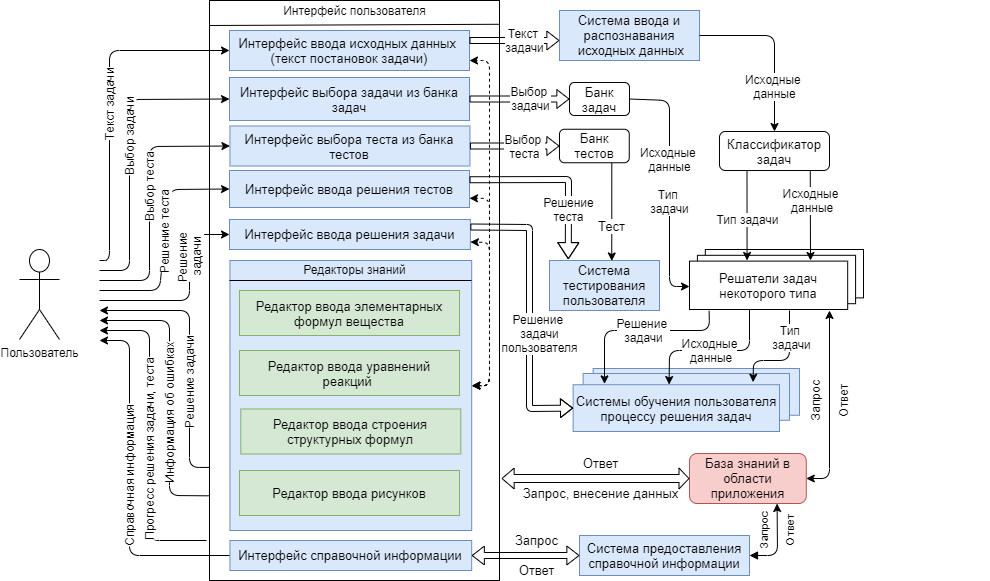 Интерфейс пользователя
Интерфейс ввода исходных данных
(текст постановок задачи)
Текст
задачи
Система ввода и
распознавания
исходных данных
Интерфейс выбора задачи из банка
задач
Выбор
задачи
Банк
задач
Исходные
данные
Интерфейс выбора теста из банка
тестов
Выбор
теста
Банк
тестов
Исходные
данные
Классификатор
задач
Интерфейс ввода решения тестов
Решение
теста
Тест
Тип
задачи
Тип задачи
Исходные
данные
Интерфейс ввода решения задачи
Текст задачи
Выбор задачи
Выбор теста
Решение теста
Решение
задачи
Пользователь
Редакторы знаний
Редактор ввода элементарных
формул вещества
Редактор ввода уравнений
реакций
Редактор ввода строения
структурных формул
Редактор ввода рисунков
Система
тестирования
пользователя
Решатели задач
некоторого типа
Решение
задачи
пользователя
Решение
задачи
Исходные
данные
Тип
задачи
Запрос
Ответ
Системы обучения пользователя
процессу решения задач
Справочная информация
Прогресс решения задачи, теста
Информация об ошибках
Решение задачи
Ответ
Запрос, внесение данных
База знаний в
области
приложения
Запрос
Ответ
Интерфейс справочной информации
Запрос
Ответ
Система предоставления
справочной информации